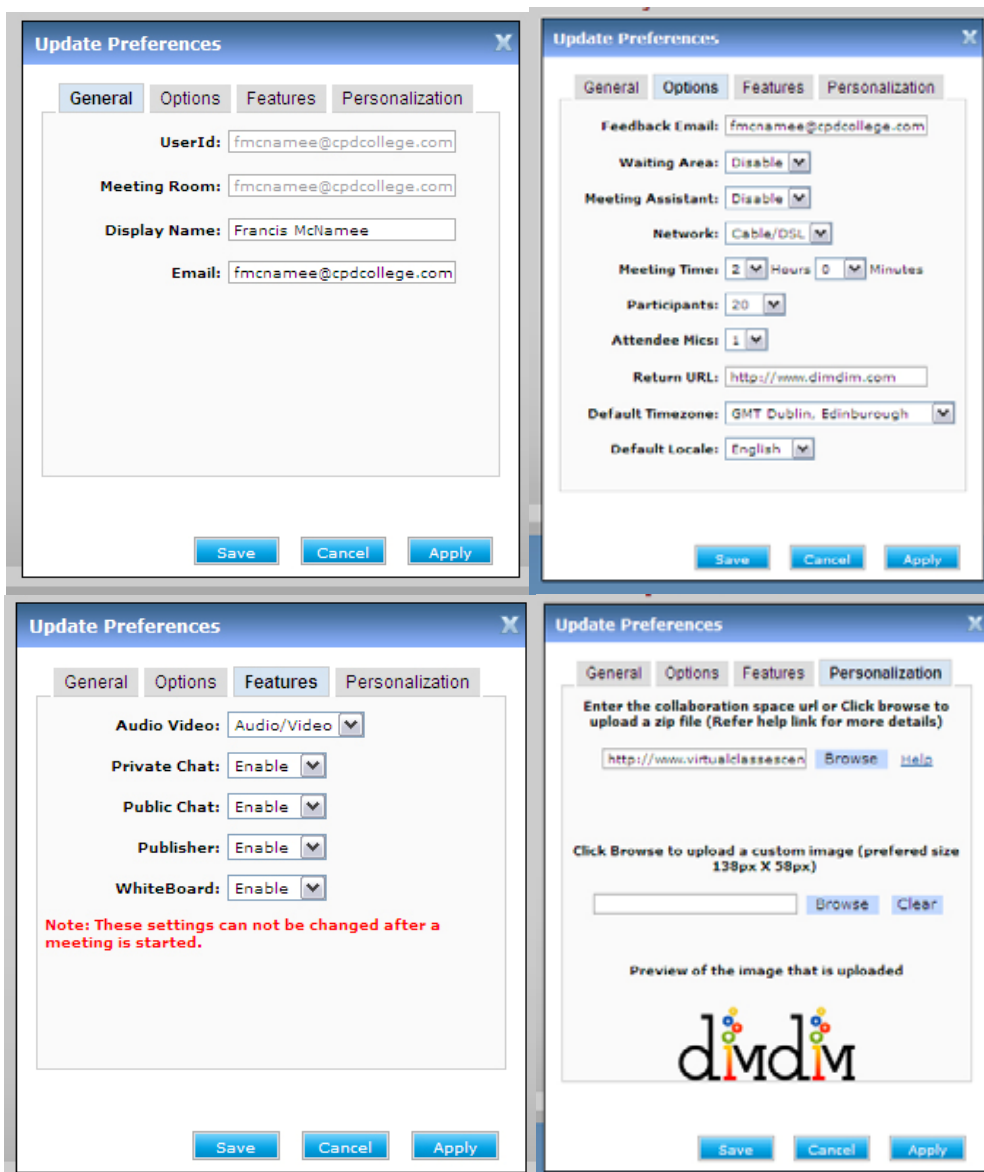 Update Preferences X
General Options Features Personalization
UserId: fmcnamee@cpdcollege.com
Meeting Room: fmcnamee@cpdcollege.com
Display Name: Francis McNamee
Email: fmcnamee@cpdcollege.com
Save Cancel Apply
Update Preferences X
General Options Features Personalization
Feedback Email: fmcnamee@cpdcollege.com
Waiting Area: Disable
Meeting Assistant: Disable
Network: Cable/DSL
Meeting Time: 2 Hours 0 Minutes
Participants: 20
Attendee Mics: 1
Return URL: http://www.dimdim.com
Default Timezone: GMT Dublin, Edinburough
Default Locale: English
Save Cancel Apply
Update Preferences X
General Options Features Personalization
Audio Video: Audio/Video
Private Chat: Enable
Public Chat: Enable
Publisher: Enable
WhiteBoard: Enable
Note: These settings can not be changed after a
meeting is started.
Save Cancel Apply
Update Preferences X
General Options Features Personalization
Enter the collaboration space url or Click browse to
upload a zip file (Refer help link for more details)
http://www.virtualclassescen Browse Help
Click Browse to upload a custom image (prefered size
138px X 58px)
Browse Clear
Preview of the image that is uploaded
dimdim
Save Cancel Apply